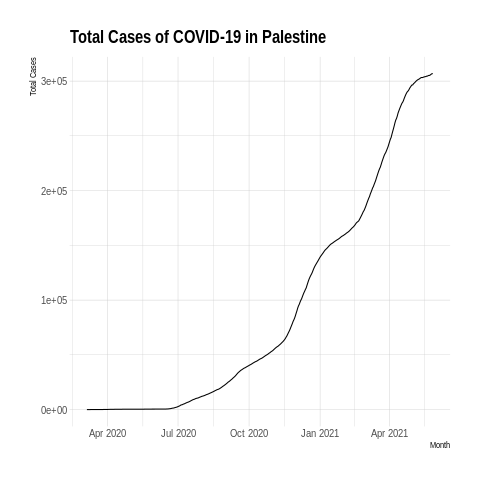 Total Cases of COVID-19 in Palestine
Total Cases
3e+05
2e+05
1e+05
0e+00
Apr 2020 Jul 2020 Oct 2020 Jan 2021 Apr 2021
Month